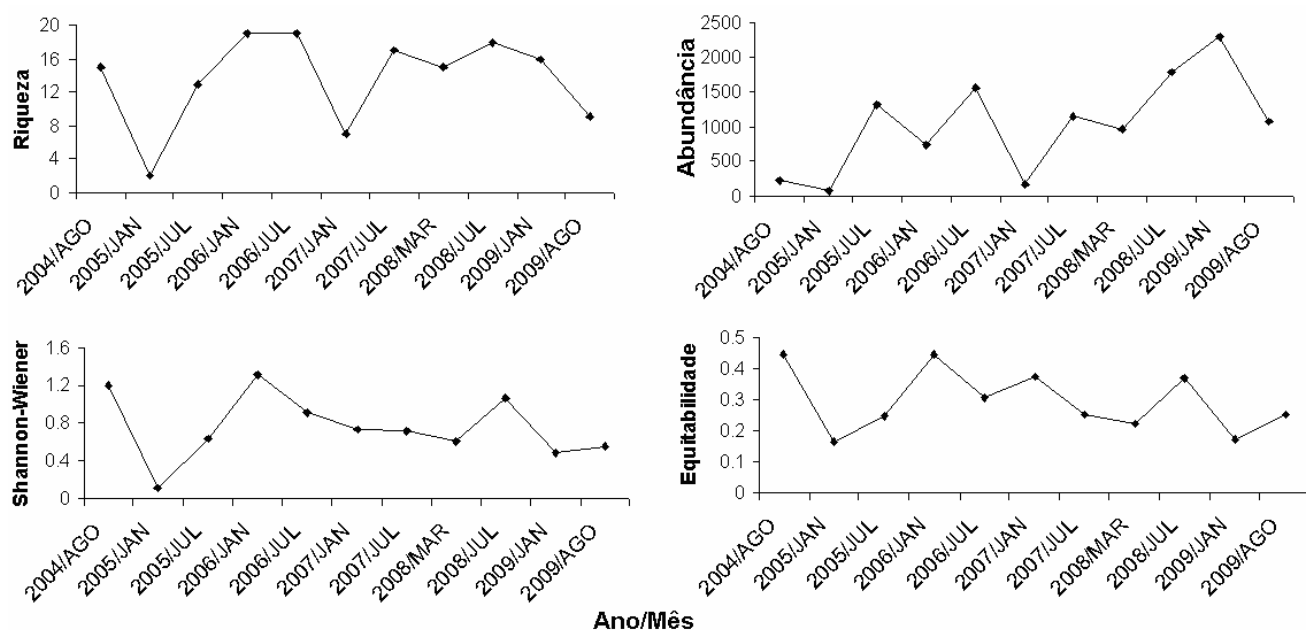 Riqueza
20
16
12
8
4
0
2004/AGO
2005/JAN
2005/JUL
2006/JAN
2006/JUL
2007/JAN
2007/JUL
2008/MAR
2008/JUL
2009/JAN
2009/AGO
Abundância
2500
2000
1500
1000
500
0
2004/AGO
2005/JAN
2005/JUL
2006/JAN
2006/JUL
2007/JAN
2007/JUL
2008/MAR
2008/JUL
2009/JAN
2009/AGO
Shannon-Wiener
1.6
1.2
0.8
0.4
0
2004/AGO
2005/JAN
2005/JUL
2006/JAN
2006/JUL
2007/JAN
2007/JUL
2008/MAR
2008/JUL
2009/JAN
2009/AGO
Equitabilidade
0.5
0.4
0.3
0.2
0.1
0
2004/AGO
2005/JAN
2005/JUL
2006/JAN
2006/JUL
2007/JAN
2007/JUL
2008/MAR
2008/JUL
2009/JAN
2009/AGO
Ano/Mês